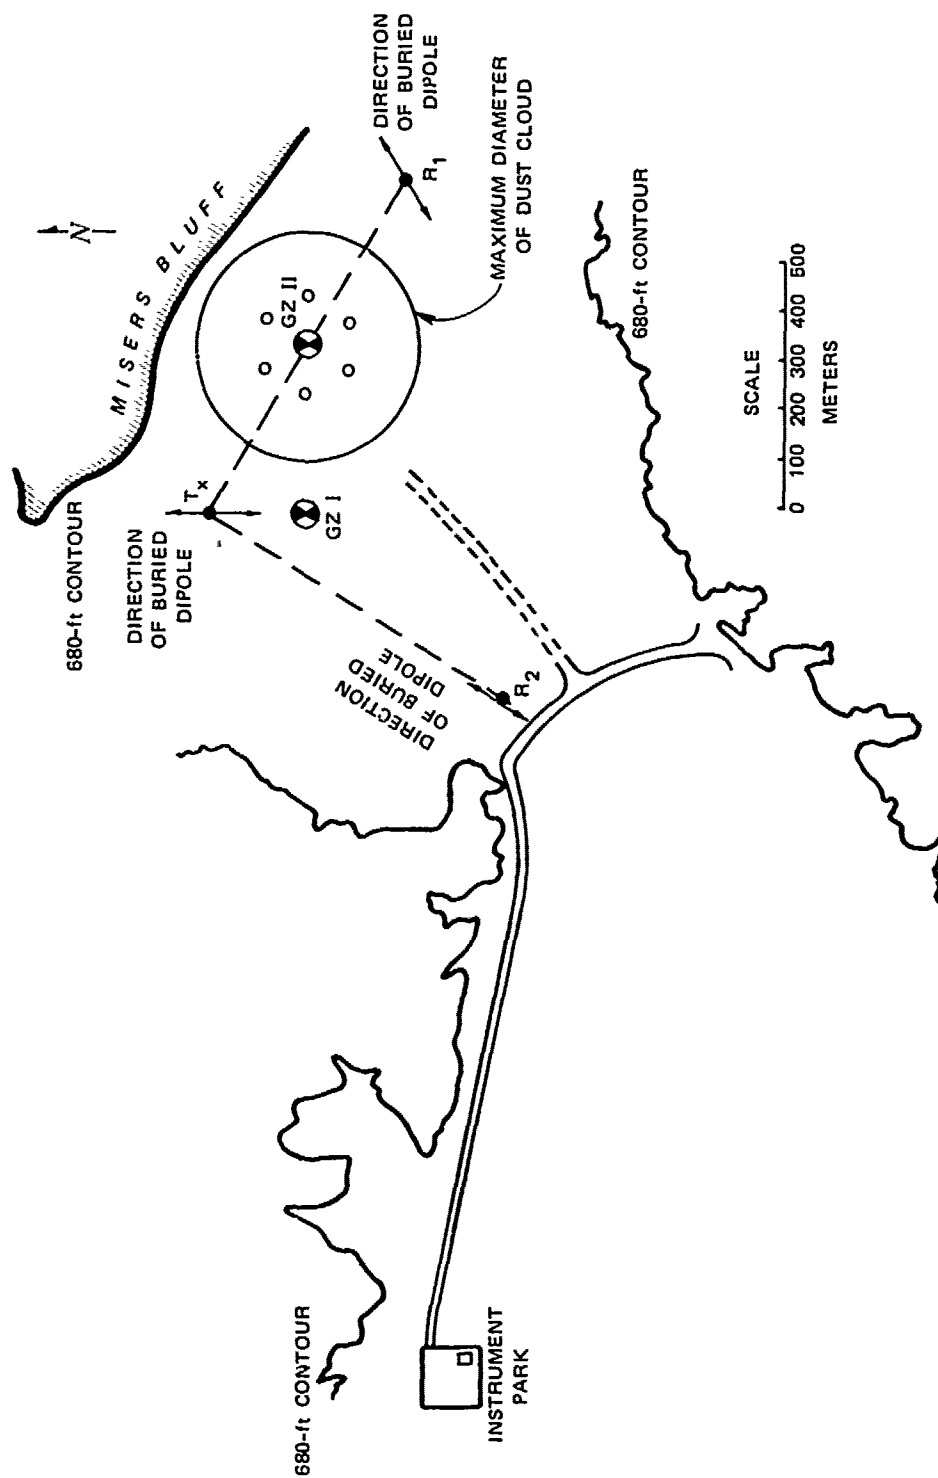 680-ft CONTOUR
MISERS BLUFF
N
DIRECTION
OF BURIED
DIPOLE
Tx
GZ I
GZ II
DIRECTION
OF BURIED
DIPOLE
R1
MAXIMUM DIAMETER
OF DUST CLOUD
DIRECTION
OF BURIED
DIPOLE
R2
680-ft CONTOUR
680-ft CONTOUR
INSTRUMENT
PARK
SCALE
0 100 200 300 400 500
METERS